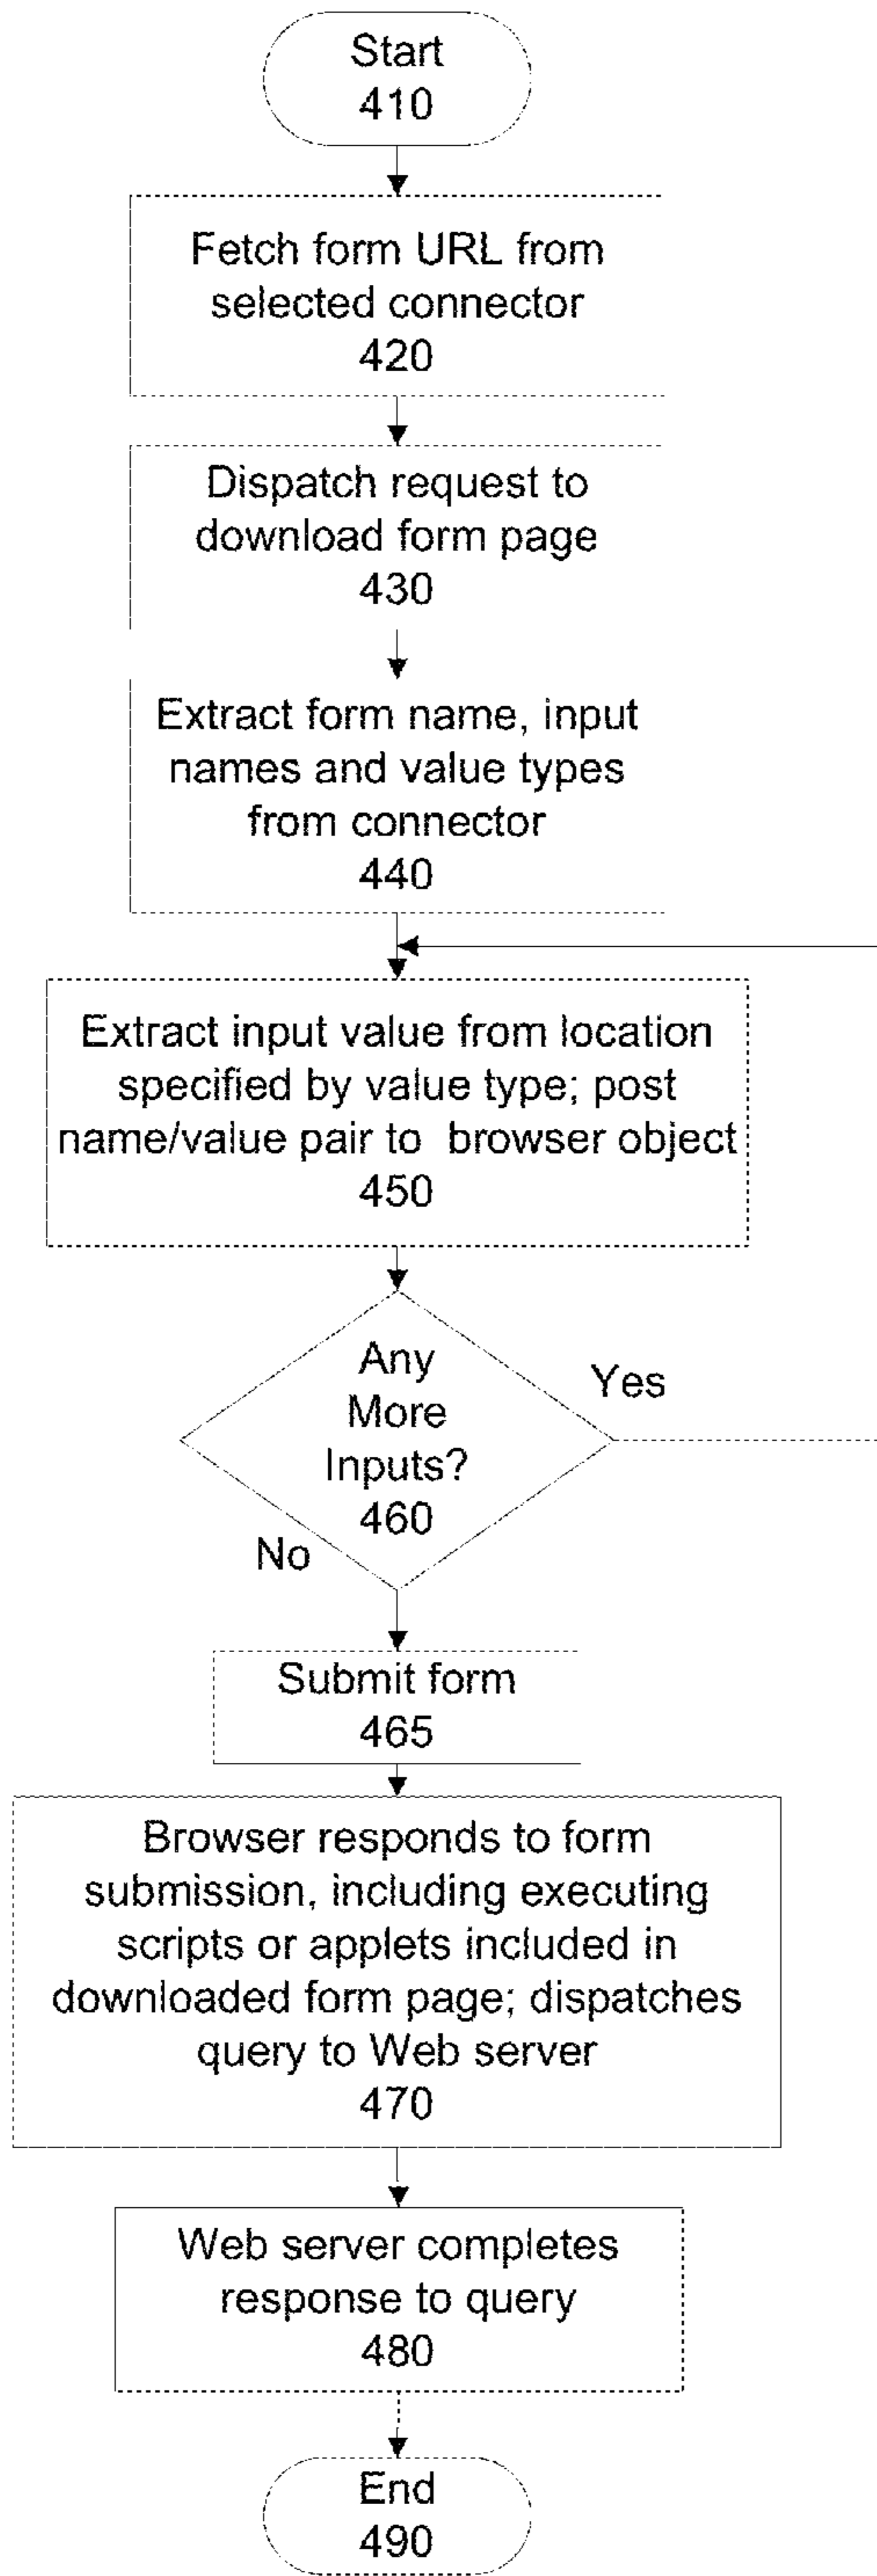 Start
410
Fetch form URL from
selected connector
420
Dispatch request to
download form page
430
Extract form name, input
names and value types
from connector
440
Extract input value from location
specified by value type; post
name/value pair to browser object
450
Any
More
Inputs?
460
Yes
No
Submit form
465
Browser responds to form
submission, including executing
scripts or applets included in
downloaded form page; dispatches
query to Web server
470
Web server completes
response to query
480
End
490